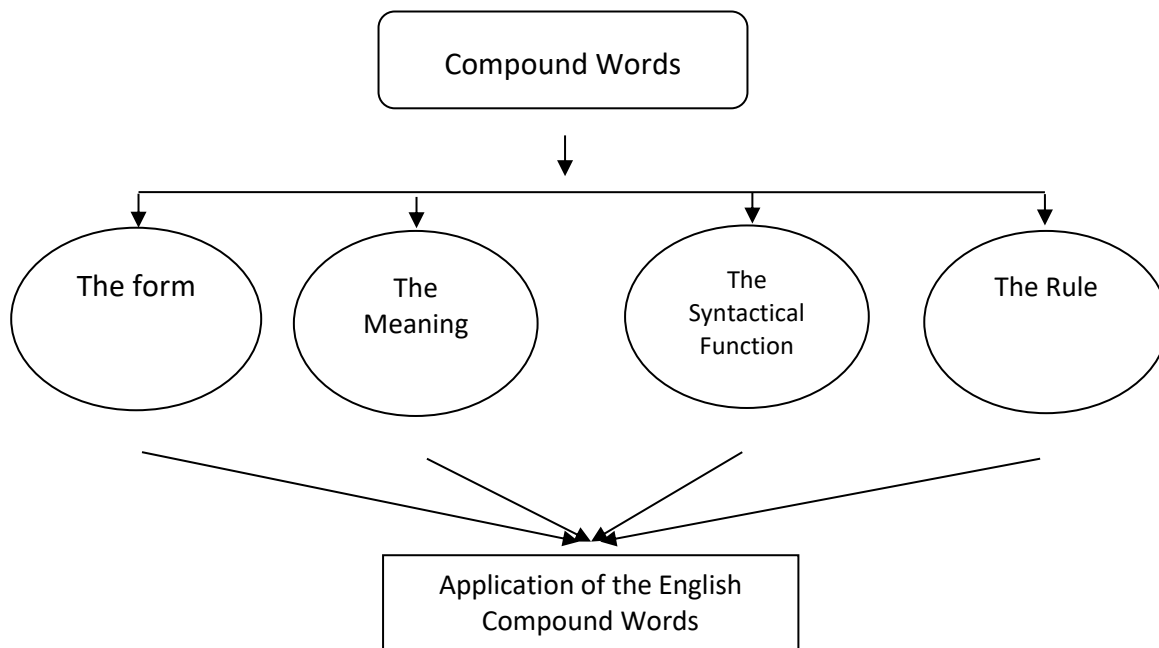 Compound Words
The form
The
Meaning
The
Syntactical
Function
The Rule
Application of the English
Compound Words